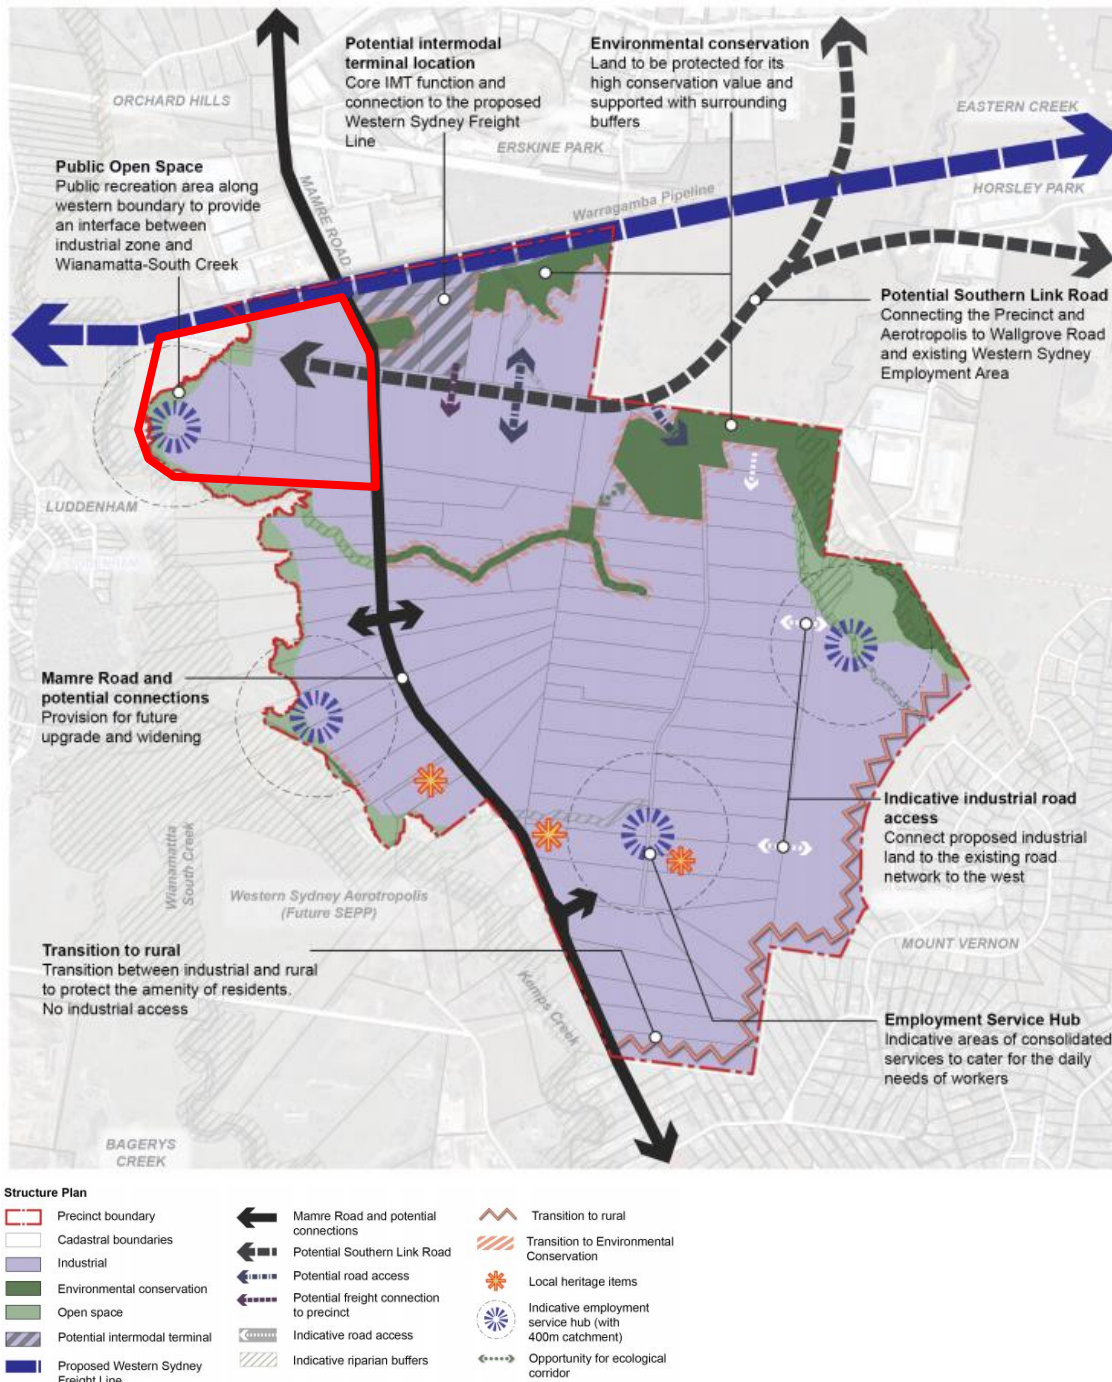 Potential intermodal
terminal location
Core IMT function and
connection to the proposed
Western Sydney Freight
Line
Environmental conservation
Land to be protected for its
high conservation value and
supported with surrounding
buffers
ORCHARD HILLS
ERSKINE PARK
EASTERN CREEK
HORSLEY PARK
Public Open Space
Public recreation area along
western boundary to provide
an interface between
industrial zone and
Wianamatta-South Creek
MAMRE ROAD
Warragamba Pipeline
Potential Southern Link Road
Connecting the Precinct and
Aerotropolis to Wallgrove Road
and existing Western Sydney
Employment Area
LUDDENHAM
Mamre Road and
potential connections
Provision for future
upgrade and widening
Indicative industrial road
access
Connect proposed industrial
land to the existing road
network to the west
Wianamatta
South Creek
Western Sydney Aerotropolis
(Future SEPP)
MOUNT VERNON
Transition to rural
Transition between industrial and rural
to protect the amenity of residents.
No industrial access
Kemps Creek
Employment Service Hub
Indicative areas of consolidated
services to cater for the daily
needs of workers
BAGERYS
CREEK
Structure Plan
Precinct boundary
Cadastral boundaries
Industrial
Environmental conservation
Open space
Potential intermodal terminal
Proposed Western Sydney
Freight Line
Mamre Road and potential
connections
Potential Southern Link Road
Potential road access
Potential freight connection
to precinct
Indicative road access
Indicative riparian buffers
Transition to rural
Transition to Environmental
Conservation
Local heritage items
Indicative employment
service hub (with
400m catchment)
Opportunity for ecological
corridor